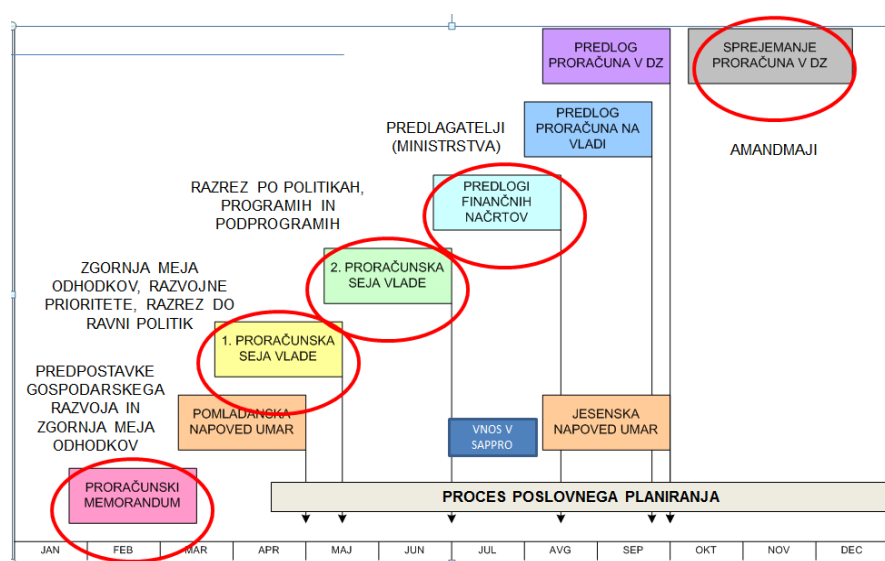 PREDLOG
PRORAČUNA V DZ
SPREJEMANJE
PRORAČUNA V DZ
PREDLAGATELJI
(MINISTRSTVA)
PREDLOG
PRORAČUNA NA
VLADI
AMANDMAJI
RAZREZ PO POLITIKAH,
PROGRAMIH IN
PODPROGRAMIH
PREDLOGI
FINANČNIH
NAČRTOV
ZGORNJA MEJA
ODHODKOV, RAZVOJNE
PRIORITETE, RAZREZ DO
RAVNI POLITIK
2. PRORAČUNSKA
SEJA VLADE
1. PRORAČUNSKA
SEJA VLADE
PREDPOSTAVKE
GOSPODARSKEGA
RAZVOJA IN
ZGORNJA MEJA
ODHODKOV
POMLADANSKA
NAPOVED UMAR
VNOS V
SAPPRO
JESENSKA
NAPOVED UMAR
PRORAČUNSKI
MEMORANDUM
PROCES POSLOVNEGA PLANIRANJA
JAN FEB MAR APR MAJ JUN JUL AVG SEP OKT NOV DEC